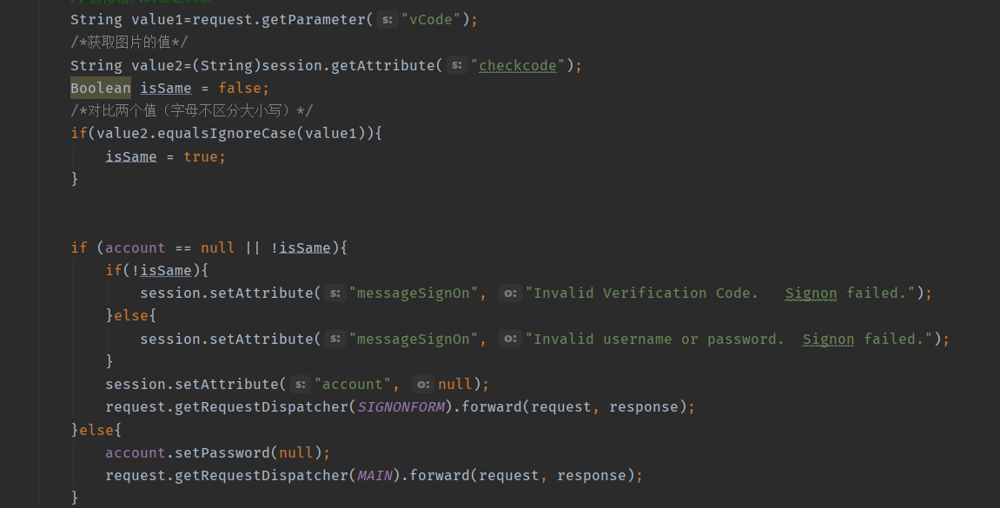 String value1=request.getParameter( s: "vCode");
/*获取图片的值*/
String value2=(String)session.getAttribute( s: "checkcode");
Boolean isSame = false;
/*对比两个值（字母不区分大小写）*/
if(value2.equalsIgnoreCase(value1)){
isSame = true;
}
if (account == null || !isSame){
if(!isSame){
session.setAttribute( s: "messageSignOn", o: "Invalid Verification Code.   Signon failed.");
}else{
session.setAttribute( s: "messageSignOn", o: "Invalid username or password.  Signon failed.");
}
session.setAttribute( s: "account", o: null);
request.getRequestDispatcher(SIGNONFORM).forward(request, response);
}else{
account.setPassword(null);
request.getRequestDispatcher(MAIN).forward(request, response);
}